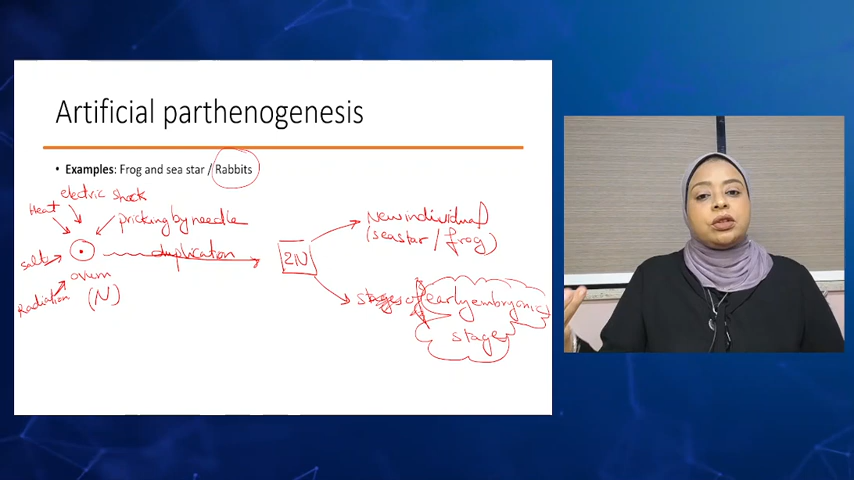 Artificial parthenogenesis
• Examples: Frog and sea star / Rabbits
electric shock
Heat
pricking by needle
New individual
(sea star / frog)
duplication
2N
salts
ovum
Radiation
(N)
stages of early embryonic
stage